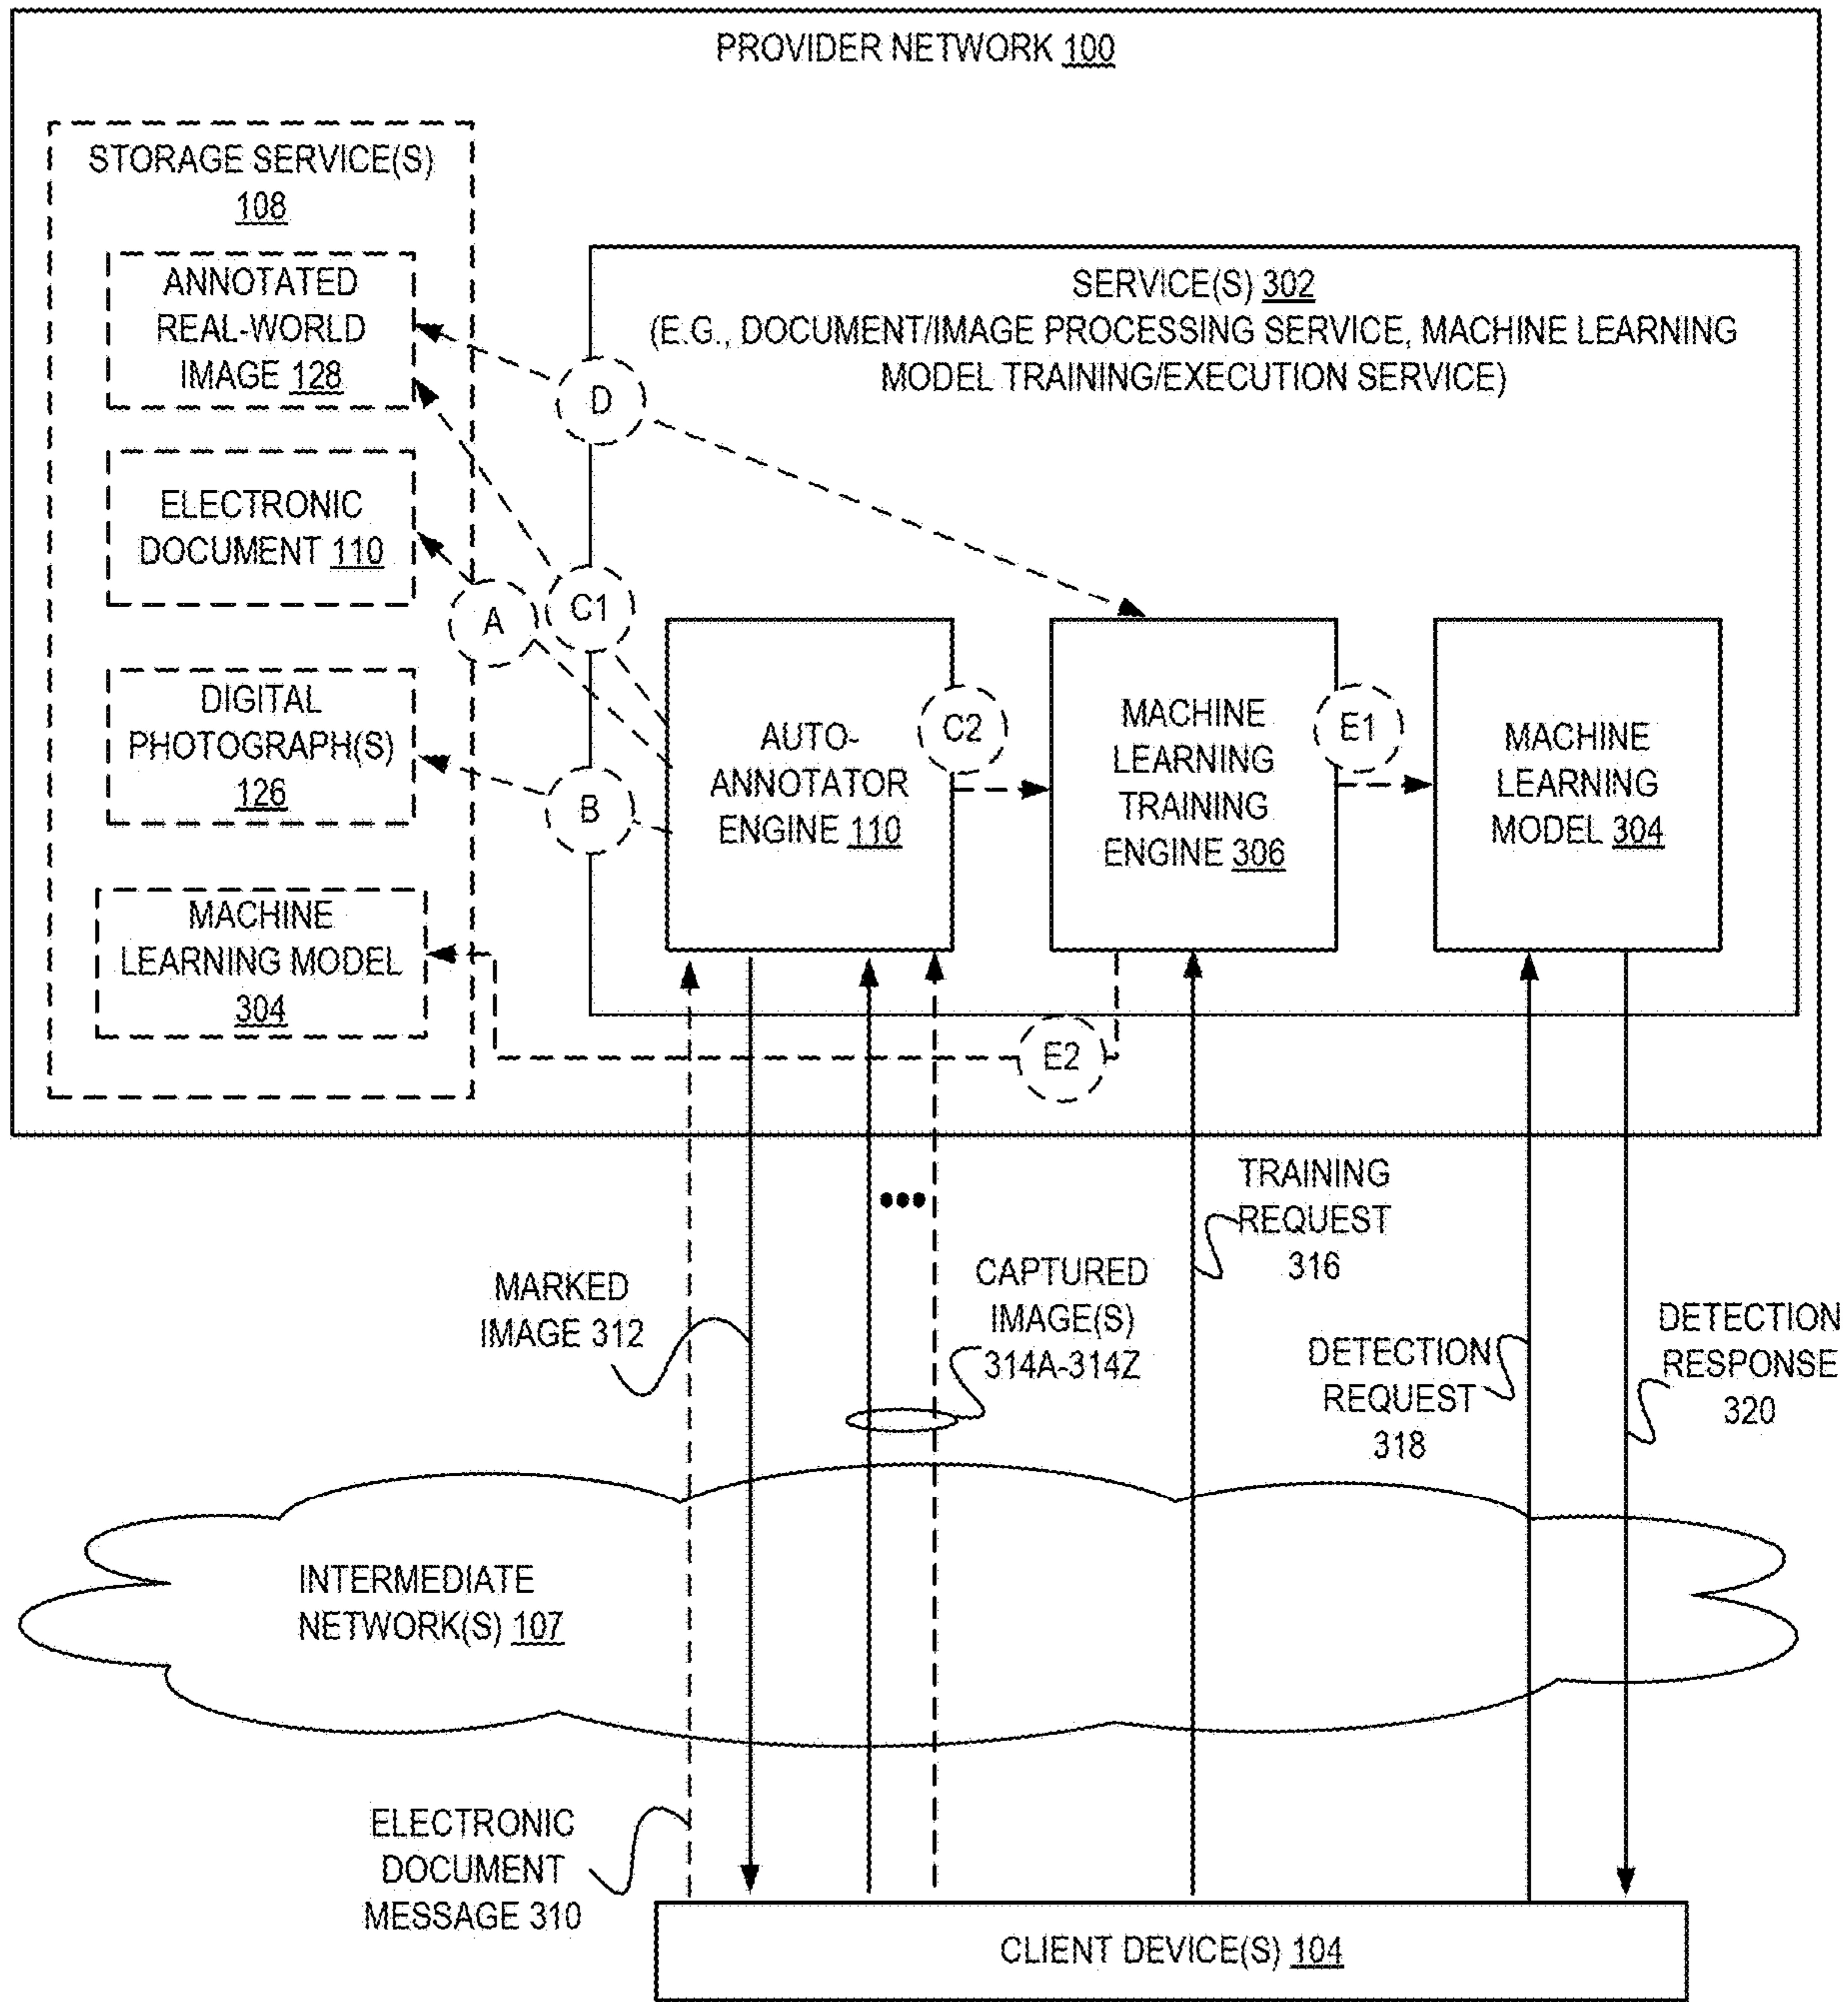 PROVIDER NETWORK 100
STORAGE SERVICE(S)
108
ANNOTATED
REAL-WORLD
IMAGE 128
ELECTRONIC
DOCUMENT 110
DIGITAL
PHOTOGRAPH(S)
126
MACHINE
LEARNING MODEL
304
SERVICE(S) 302
(E.G., DOCUMENT/IMAGE PROCESSING SERVICE, MACHINE LEARNING
MODEL TRAINING/EXECUTION SERVICE)
D
C1
A
B
AUTO-
ANNOTATOR
ENGINE 110
C2
MACHINE
LEARNING
TRAINING
ENGINE 306
E1
MACHINE
LEARNING
MODEL 304
E2
•••
MARKED
IMAGE 312
CAPTURED
IMAGE(S)
314A-314Z
TRAINING
REQUEST
316
DETECTION
REQUEST
318
DETECTION
RESPONSE
320
INTERMEDIATE
NETWORK(S) 107
ELECTRONIC
DOCUMENT
MESSAGE 310
CLIENT DEVICE(S) 104